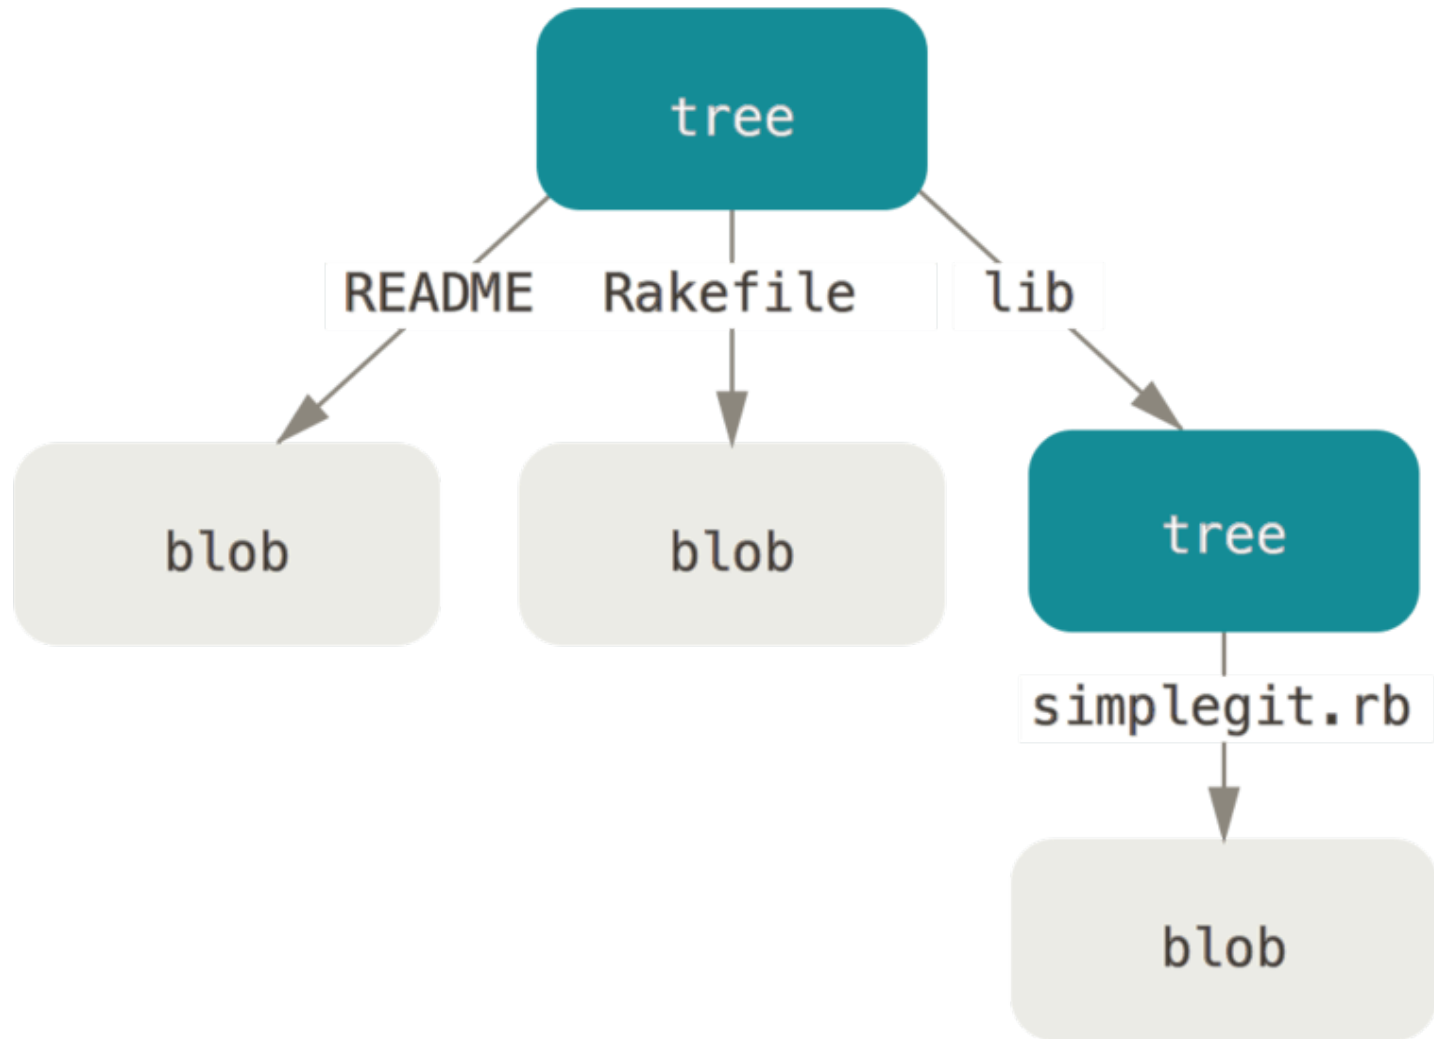 tree
README
Rakefile
lib
blob
blob
tree
simplegit.rb
blob